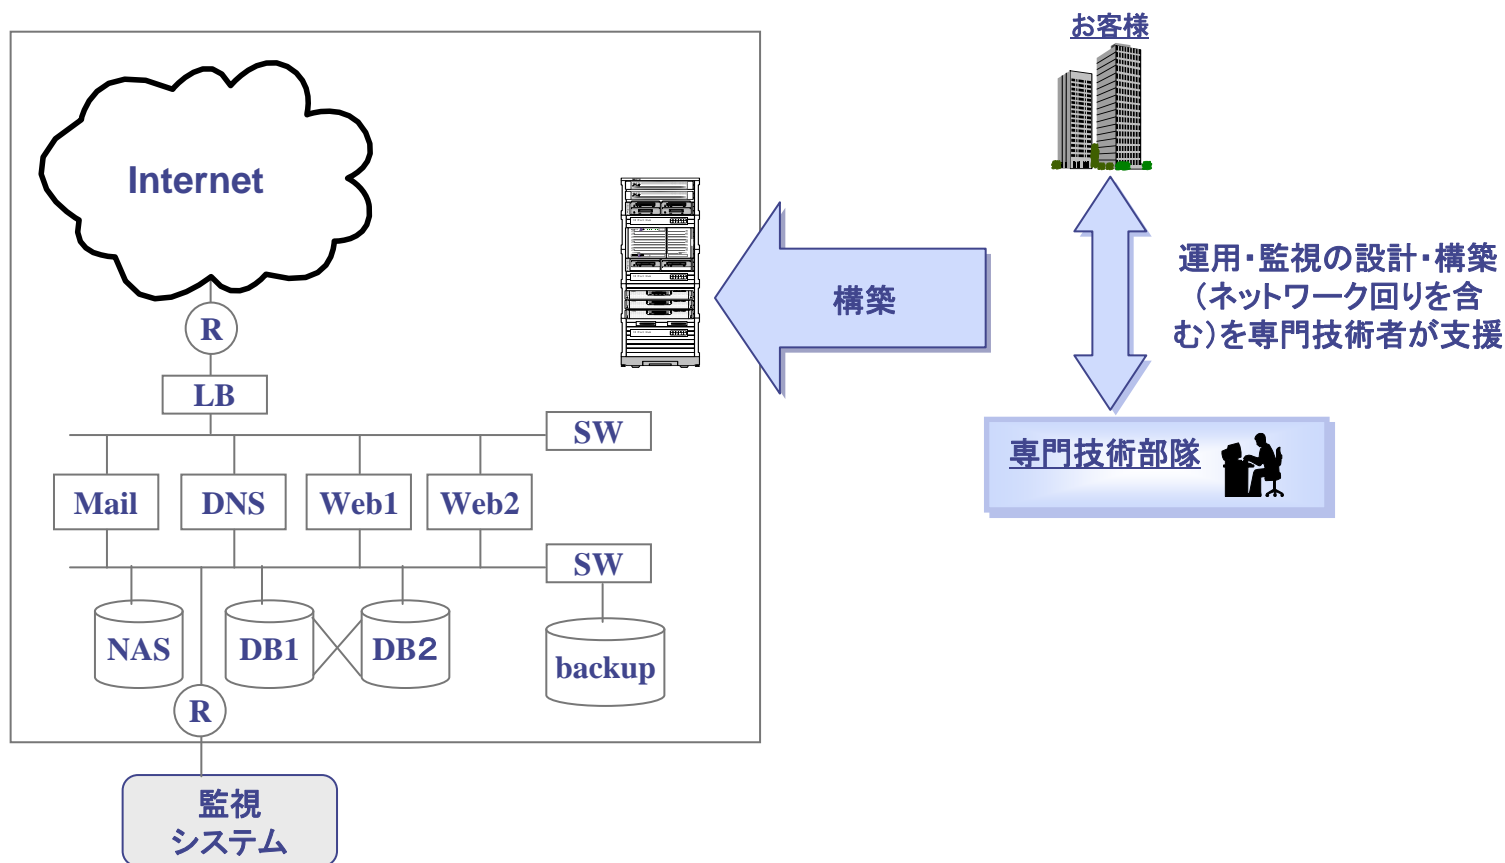 お客様
Internet
運用・監視の設計・構築
（ネットワーク回りを含
む）を専門技術者が支援
構築
R
LB
SW
専門技術部隊
Mail
DNS
Web1
Web2
SW
NAS
DB1
DB２
backup
R
監視
システム